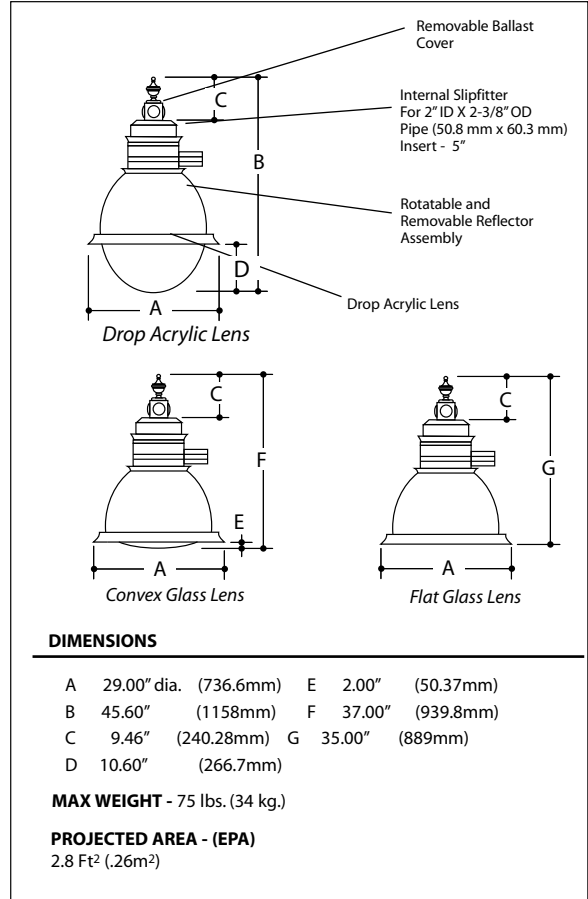 Removable Ballast
Cover
C
Internal Slipfitter
For 2" ID X 2-3/8" OD
Pipe (50.8 mm x 60.3 mm)
Insert - 5"
B
Rotatable and
Removable Reflector
Assembly
D
Drop Acrylic Lens
A
Drop Acrylic Lens
C
F
E
A
Convex Glass Lens
C
G
A
Flat Glass Lens
DIMENSIONS
A 29.00" dia. (736.6mm) E 2.00" (50.37mm)
B 45.60" (1158mm) F 37.00" (939.8mm)
C 9.46" (240.28mm) G 35.00" (889mm)
D 10.60" (266.7mm)
MAX WEIGHT - 75 lbs. (34 kg.)
PROJECTED AREA - (EPA)
2.8 Ft² (.26m²)